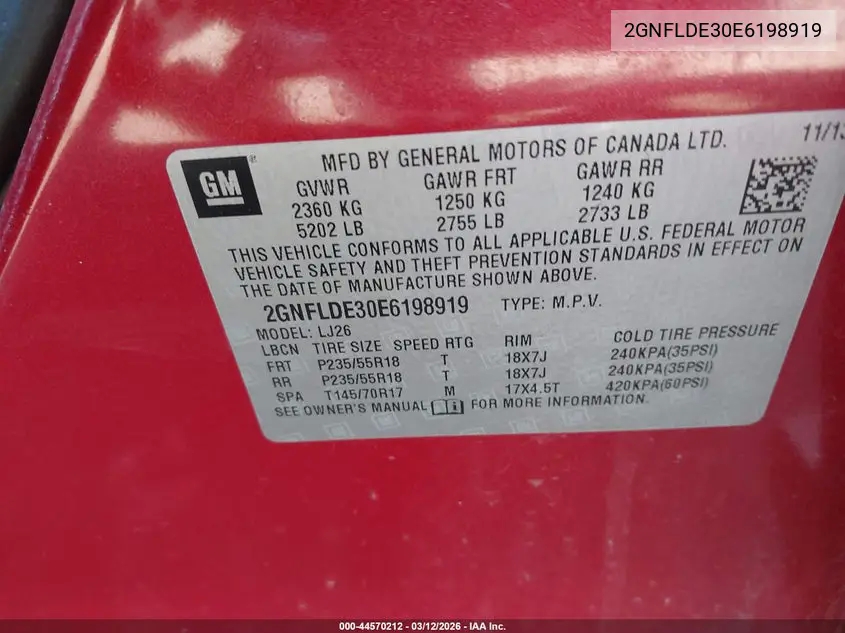 2GNFLDE30E6198919
MFD BY GENERAL MOTORS OF CANADA LTD. 11/13
GM
GVWR GAWR FRT GAWR RR
2360 KG 1250 KG 1240 KG
5202 LB 2755 LB 2733 LB
THIS VEHICLE CONFORMS TO ALL APPLICABLE U.S. FEDERAL MOTOR
VEHICLE SAFETY AND THEFT PREVENTION STANDARDS IN EFFECT ON
THE DATE OF MANUFACTURE SHOWN ABOVE.
2GNFLDE30E6198919 TYPE: M.P.V.
MODEL: LJ26
LBCN TIRE SIZE SPEED RTG RIM COLD TIRE PRESSURE
FRT P235/55R18 T 18X7J 240KPA(35PSI)
RR P235/55R18 T 18X7J 240KPA(35PSI)
SPA T145/70R17 M 17X4.5T 420KPA(60PSI)
SEE OWNER'S MANUAL FOR MORE INFORMATION.
000-44570212 - 03/12/2026 - IAA Inc.